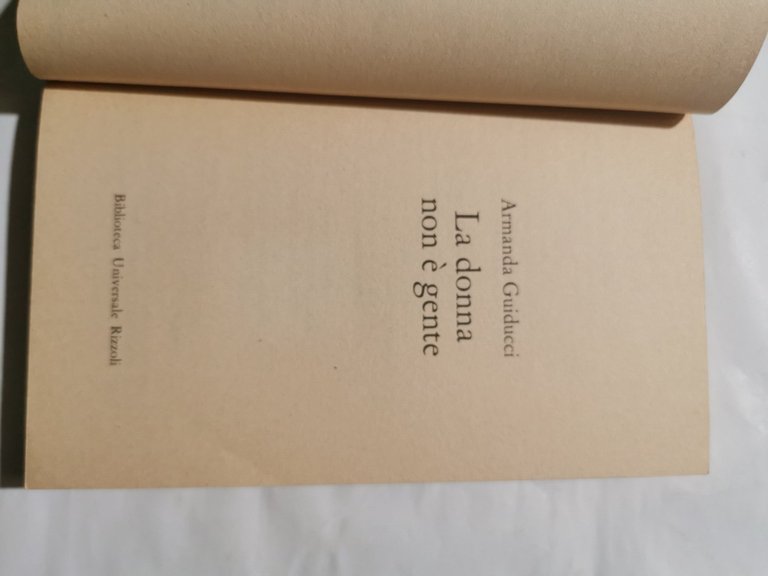 Armanda Guiducci
La donna
non è gente
Biblioteca Universale Rizzoli